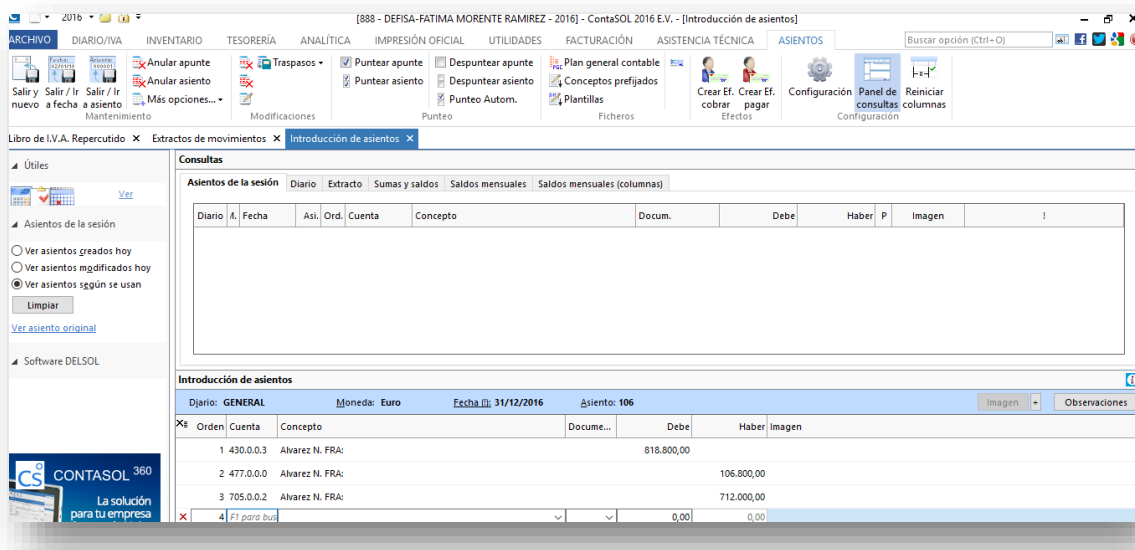 2016
[888 - DEFISA-FATIMA MORENTE RAMIREZ - 2016] - ContaSOL 2016 E.V. - [Introducción de asientos]
ARCHIVO DIARIO/IVA INVENTARIO TESORERÍA ANALÍTICA IMPRESIÓN OFICIAL UTILIDADES FACTURACIÓN ASISTENCIA TÉCNICA ASIENTOS Buscar opción (Ctrl+O)
Anular apunte Traspasos Puntear apunte Despuntear apunte Plan general contable
Anular asiento Puntear asiento Despuntear asiento Conceptos prefijados
Salir y Salir / Ir Salir / Ir Crear Ef. Crear Ef. Configuración Panel de Reiniciar
nuevo a fecha a asiento Más opciones... Punteo Autom. Plantillas cobrar pagar consultas columnas
Mantenimiento Modificaciones Punteo Ficheros Efectos Configuración
Libro de I.V.A. Repercutido Extractos de movimientos Introducción de asientos
Útiles
Ver
Asientos de la sesión
Ver asientos creados hoy
Ver asientos modificados hoy
Ver asientos según se usan
Limpiar
Ver asiento original
Software DELSOL
CS CONTASOL 360
La solución
para tu empresa
Consultas
Asientos de la sesión Diario Extracto Sumas y saldos Saldos mensuales Saldos mensuales (columnas)
Diario Fecha Asi. Ord. Cuenta Concepto Docum. Debe Haber P Imagen !
Introducción de asientos
Diario: GENERAL Moneda: Euro Fecha []: 31/12/2016 Asiento: 106 Imagen + Observaciones
Orden Cuenta Concepto Docume... Debe Haber Imagen
1 430.0.0.3 Alvarez N. FRA: 818.800,00
2 477.0.0.0 Alvarez N. FRA: 106.800,00
3 705.0.0.2 Alvarez N. FRA: 712.000,00
4 F1 para bus 0,00 0,00